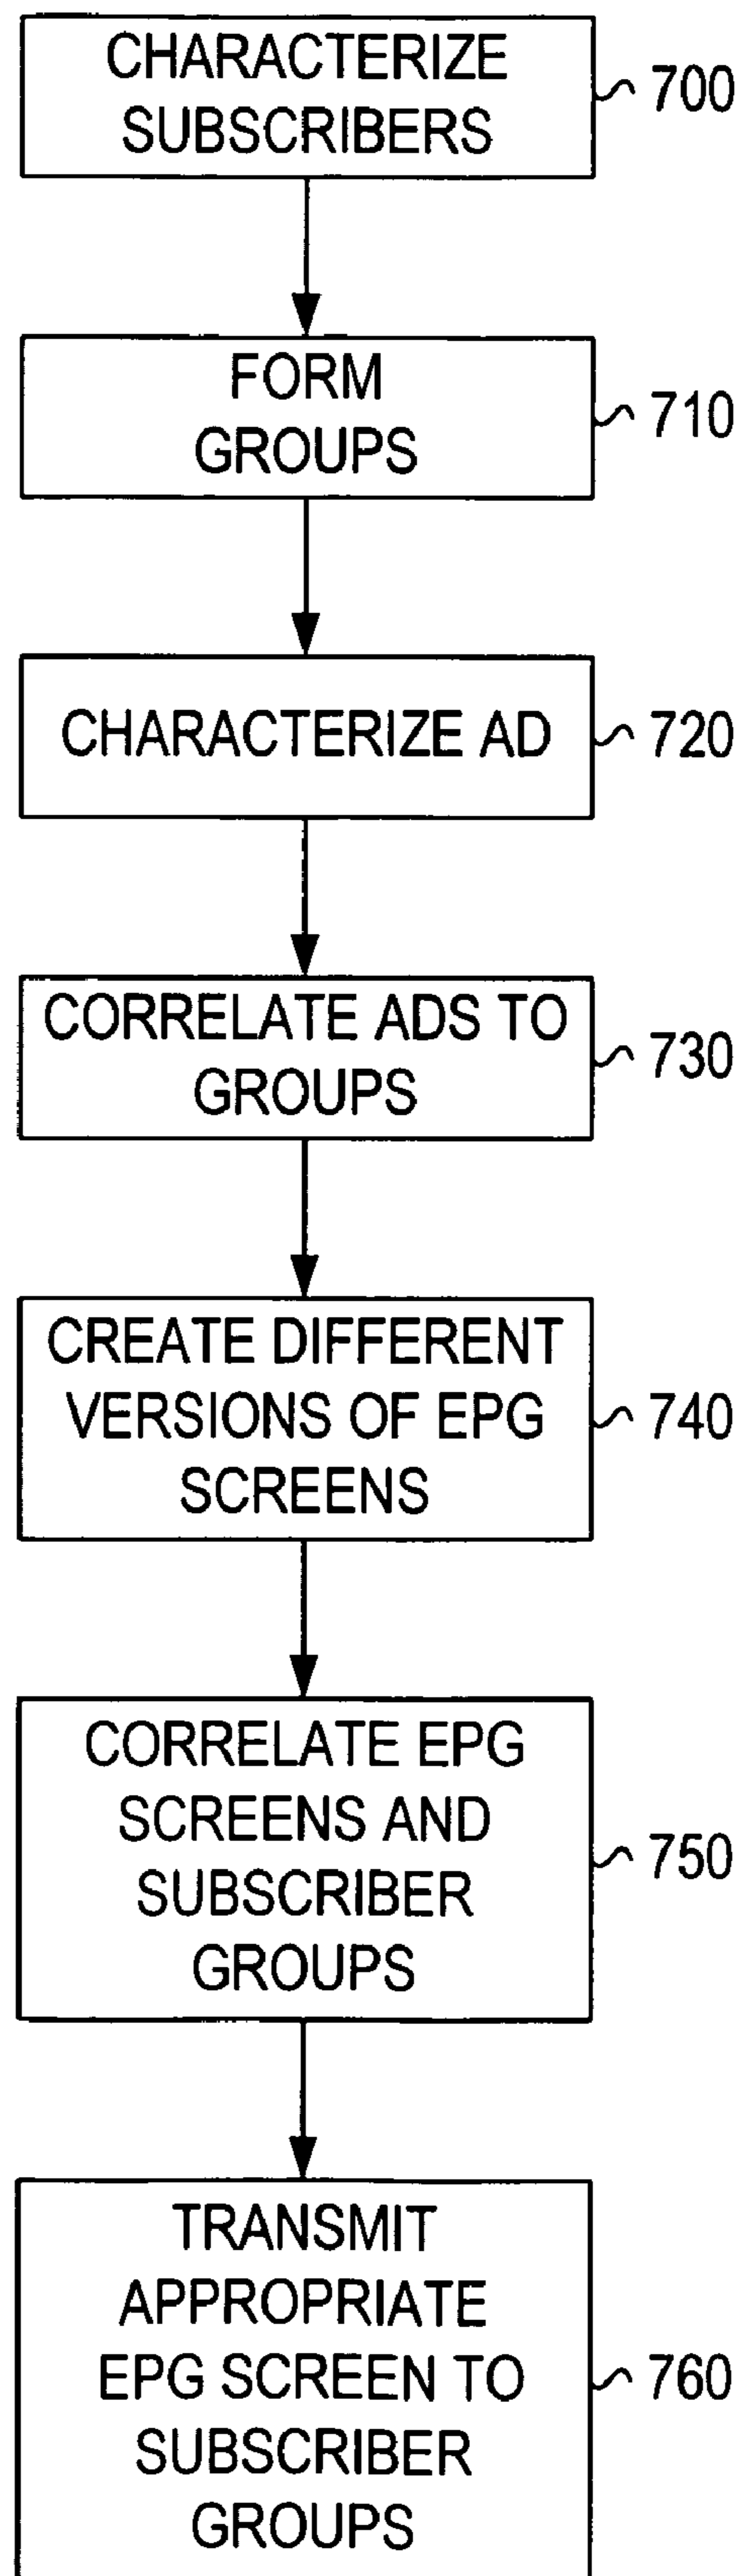 CHARACTERIZE
SUBSCRIBERS
700
FORM
GROUPS
710
CHARACTERIZE AD
720
CORRELATE ADS TO
GROUPS
730
CREATE DIFFERENT
VERSIONS OF EPG
SCREENS
740
CORRELATE EPG
SCREENS AND
SUBSCRIBER
GROUPS
750
TRANSMIT
APPROPRIATE
EPG SCREEN TO
SUBSCRIBER
GROUPS
760